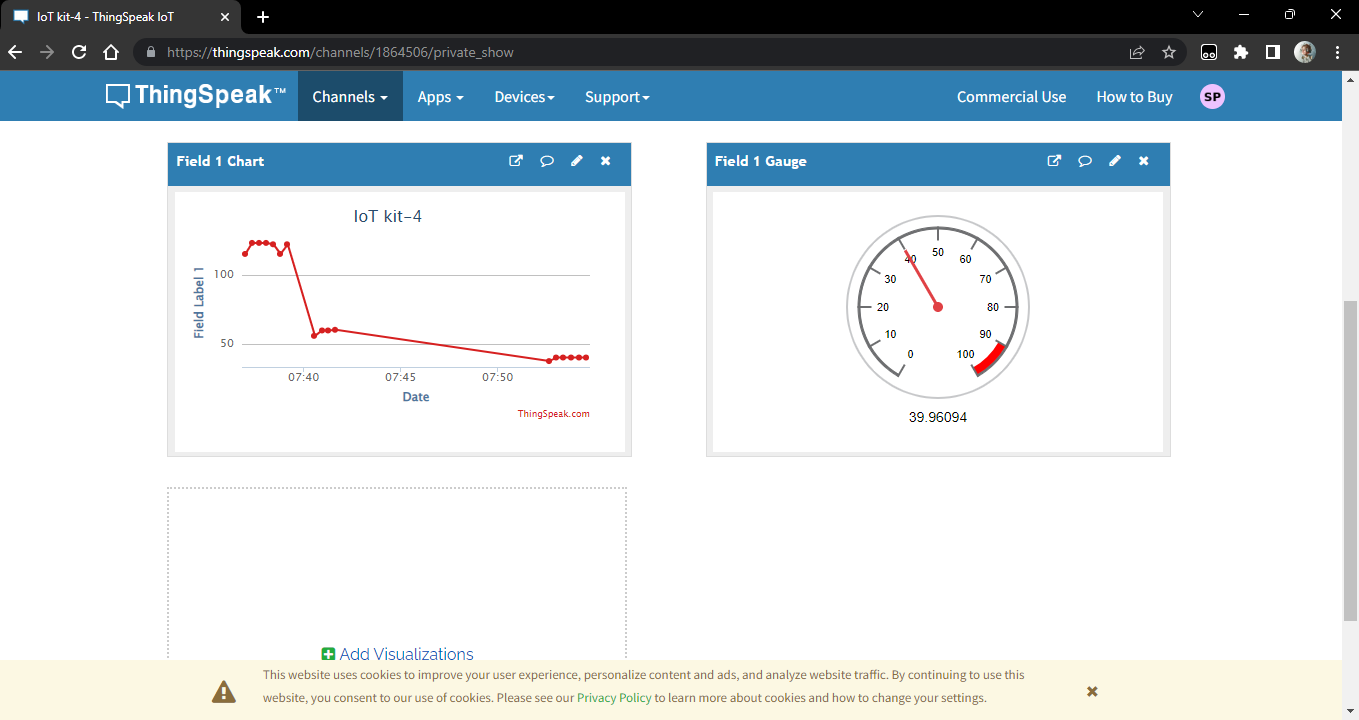 IoT kit-4 - ThingSpeak IoT
https://thingspeak.com/channels/1864506/private_show
ThingSpeak™
Channels
Apps
Devices
Support
Commercial Use
How to Buy
SP
Field 1 Chart
IoT kit-4
Field Label 1
100
50
07:40
07:45
07:50
Date
ThingSpeak.com
Field 1 Gauge
0
10
20
30
40
50
60
70
80
90
100
39.96094
Add Visualizations
This website uses cookies to improve your user experience, personalize content and ads, and analyze website traffic. By continuing to use this
website, you consent to our use of cookies. Please see our Privacy Policy to learn more about cookies and how to change your settings.